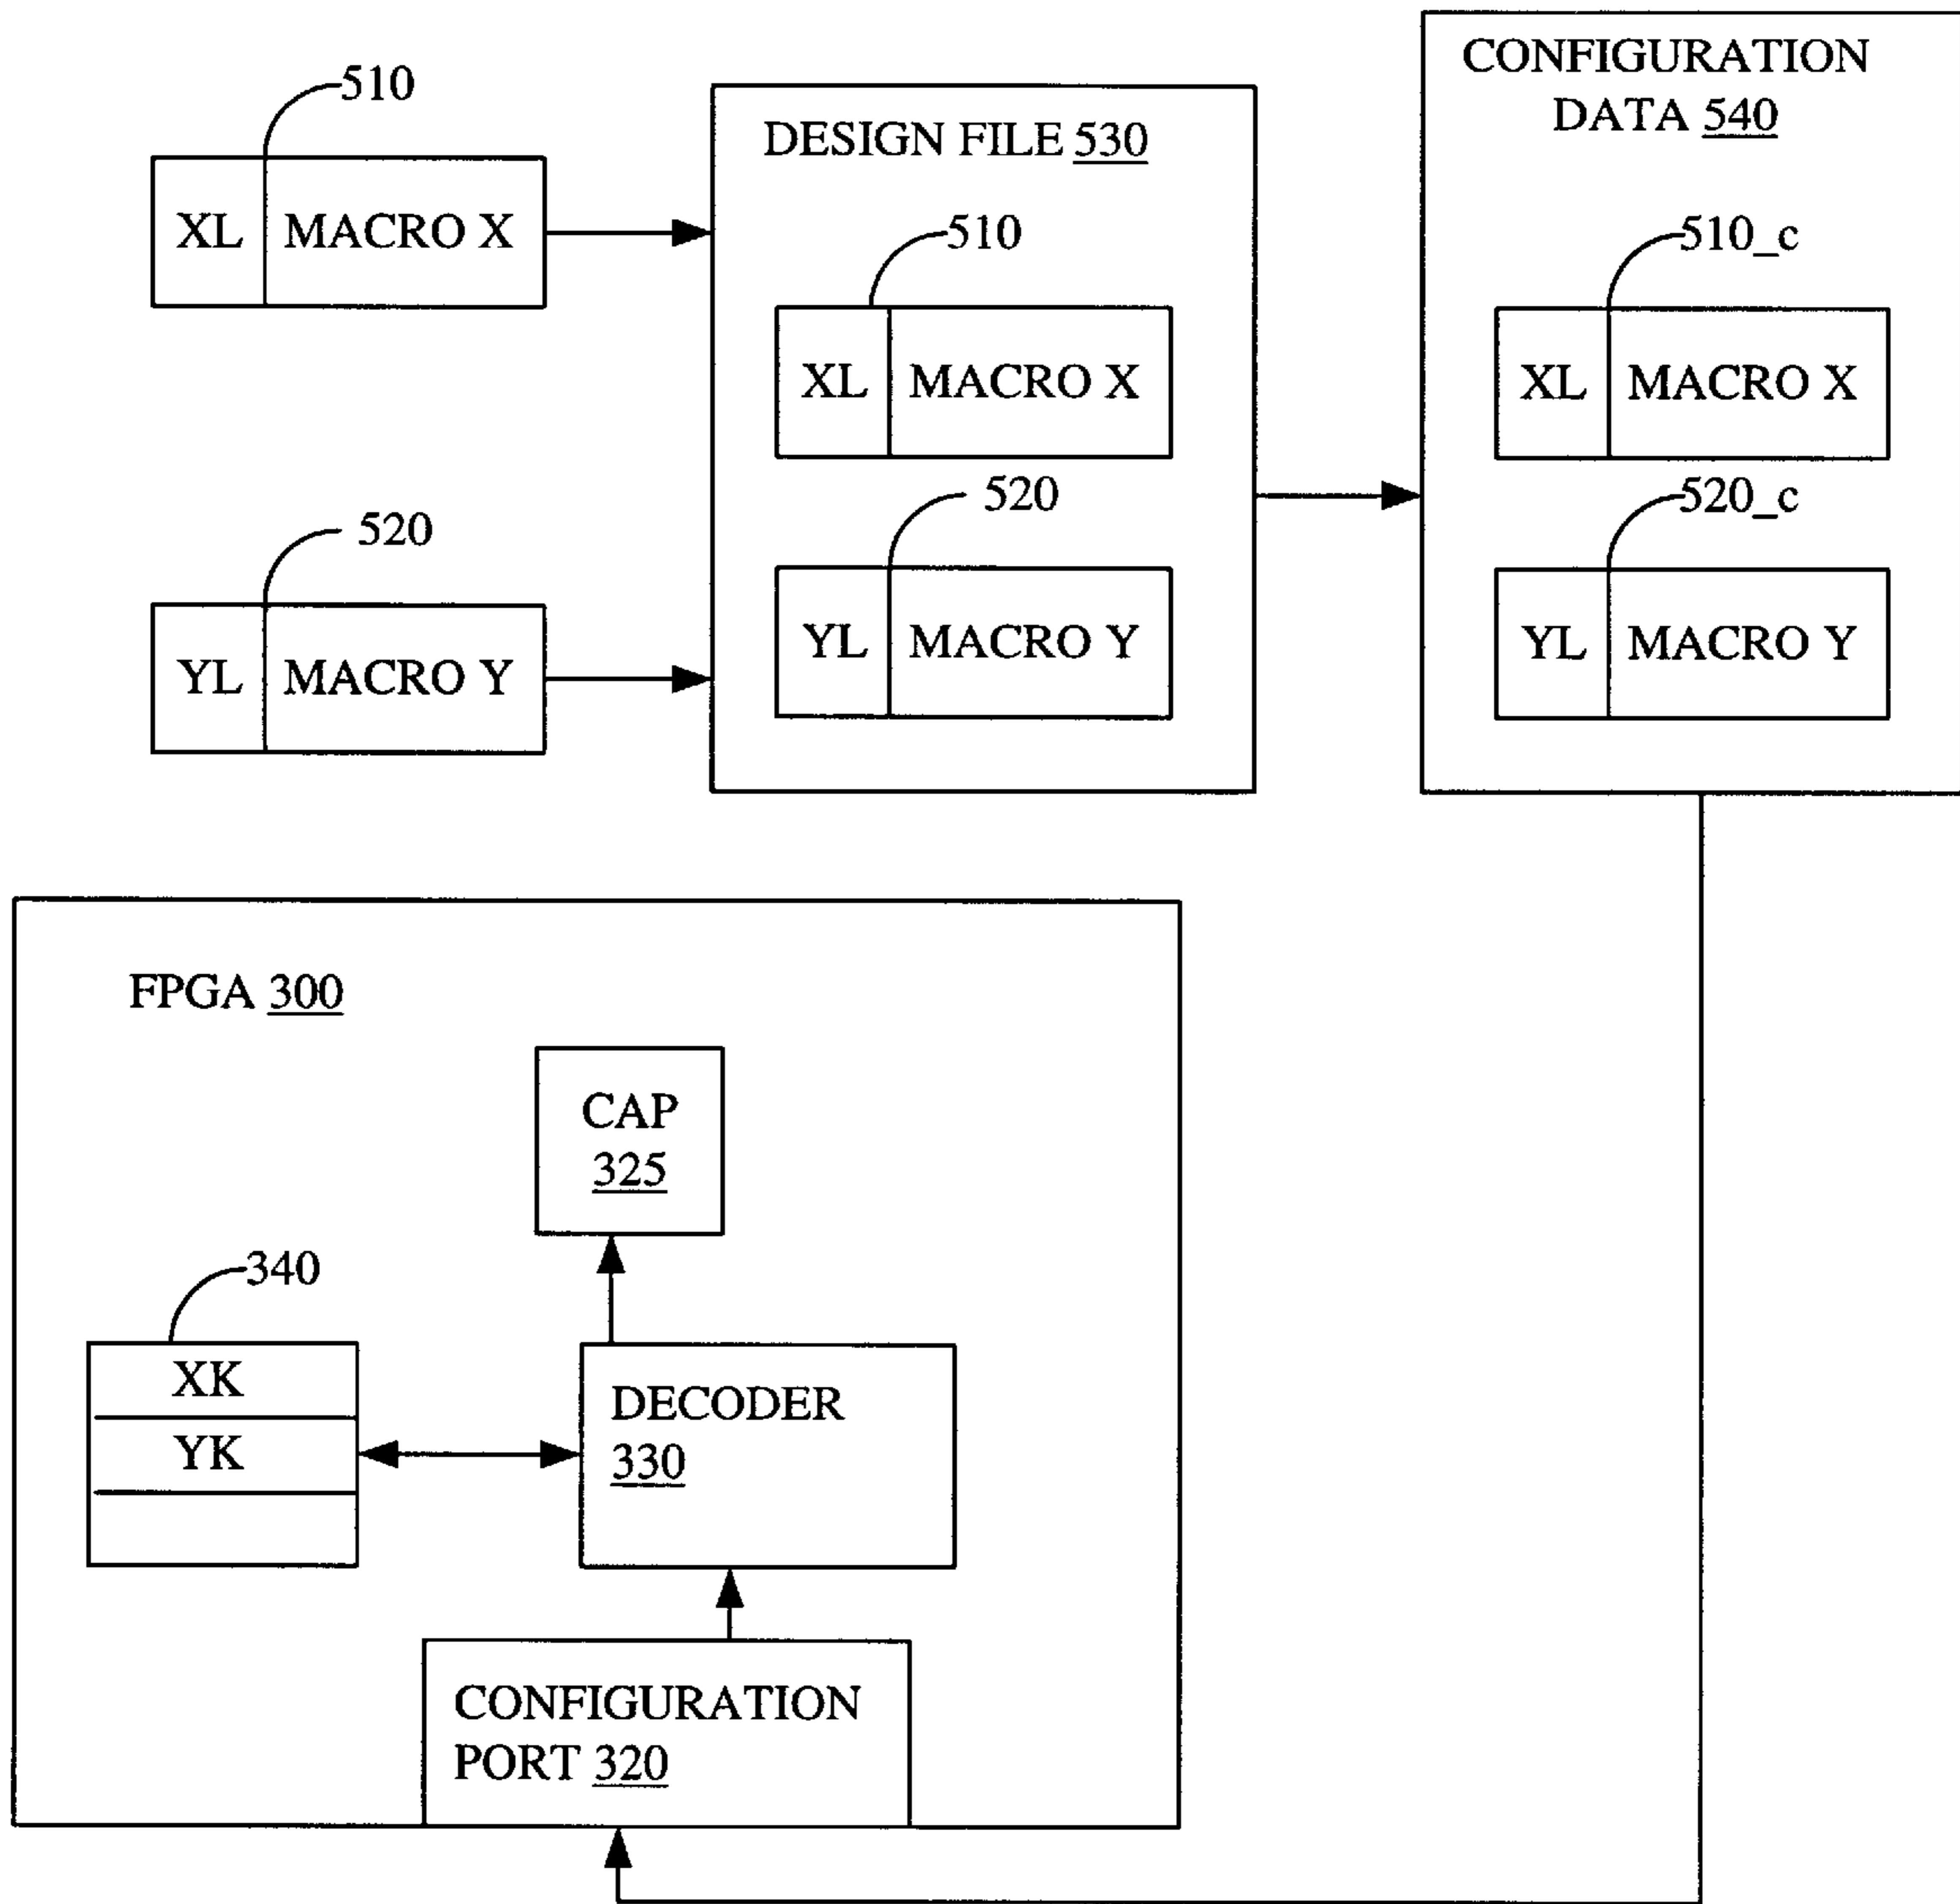 510
XL MACRO X
520
YL MACRO Y
DESIGN FILE 530
510
XL MACRO X
520
YL MACRO Y
CONFIGURATION
DATA 540
510_c
XL MACRO X
520_c
YL MACRO Y
FPGA 300
CAP
325
340
XK
YK
DECODER
330
CONFIGURATION
PORT 320